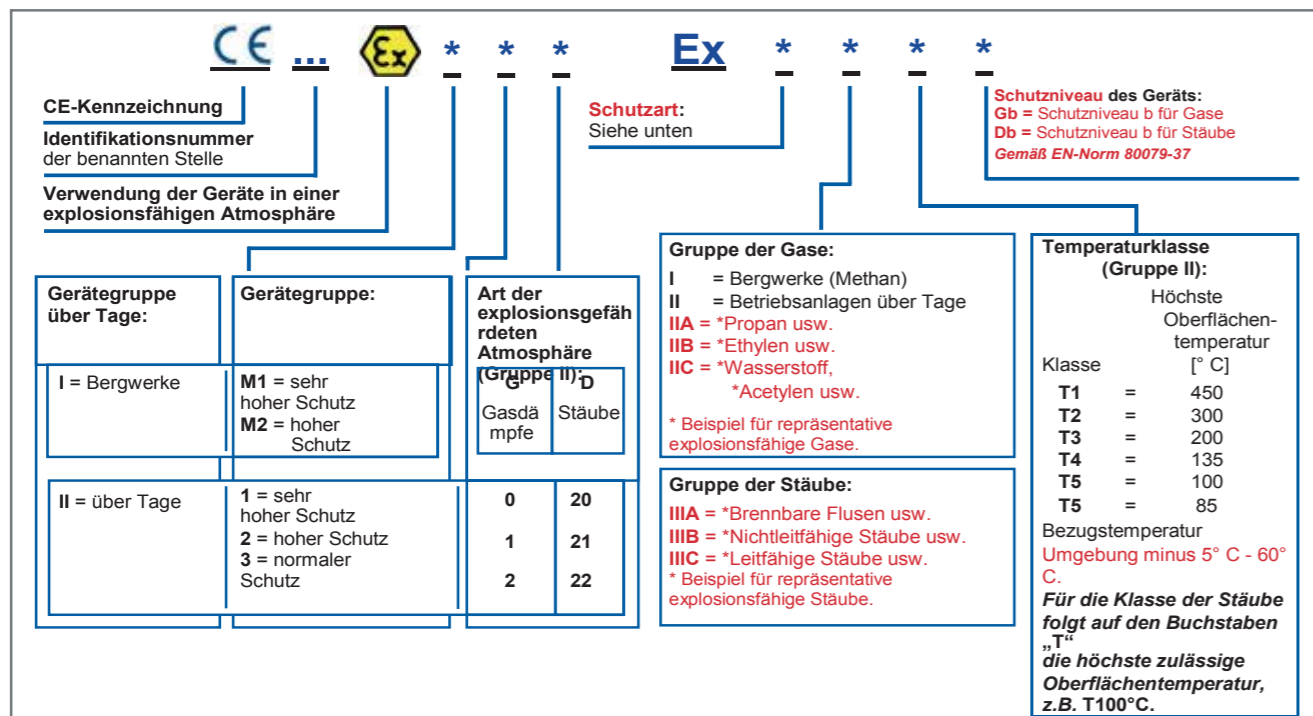 CE ... Ex * * * Ex * * * *
CE-Kennzeichnung
Identifikationsnummer
der benannten Stelle
Verwendung der Geräte in einer
explosionsfähigen Atmosphäre
Schutzart:
Siehe unten
Schutzniveau des Geräts:
Gb = Schutzniveau b für Gase
Db = Schutzniveau b für Stäube
Gemäß EN-Norm 80079-37
Gerätegruppe
über Tage:
I = Bergwerke
II = über Tage
Gerätegruppe:
M1 = sehr
hoher Schutz
M2 = hoher
Schutz
1 = sehr
hoher Schutz
2 = hoher Schutz
3 = normaler
Schutz
Art der
explosionsgefäh
rdeten
Atmosphäre
(Gruppe II):
G D
Gasdä Stäube
mpfe
0 20
1 21
2 22
Gruppe der Gase:
I = Bergwerke (Methan)
II = Betriebsanlagen über Tage
IIA = *Propan usw.
IIB = *Ethylen usw.
IIC = *Wasserstoff,
*Acetylen usw.
* Beispiel für repräsentative
explosionsfähige Gase.
Gruppe der Stäube:
IIIA = *Brennbare Flusen usw.
IIIB = *Nichtleitfähige Stäube usw.
IIIC = *Leitfähige Stäube usw.
* Beispiel für repräsentative
explosionsfähige Stäube.
Temperaturklasse
(Gruppe II):
Höchste
Oberflächen-
temperatur
Klasse [° C]
T1 = 450
T2 = 300
T3 = 200
T4 = 135
T5 = 100
T5 = 85
Bezugstemperatur
Umgebung minus 5° C - 60°
C.
Für die Klasse der Stäube
folgt auf den Buchstaben
„T“
die höchste zulässige
Oberflächentemperatur,
z.B. T100°C.